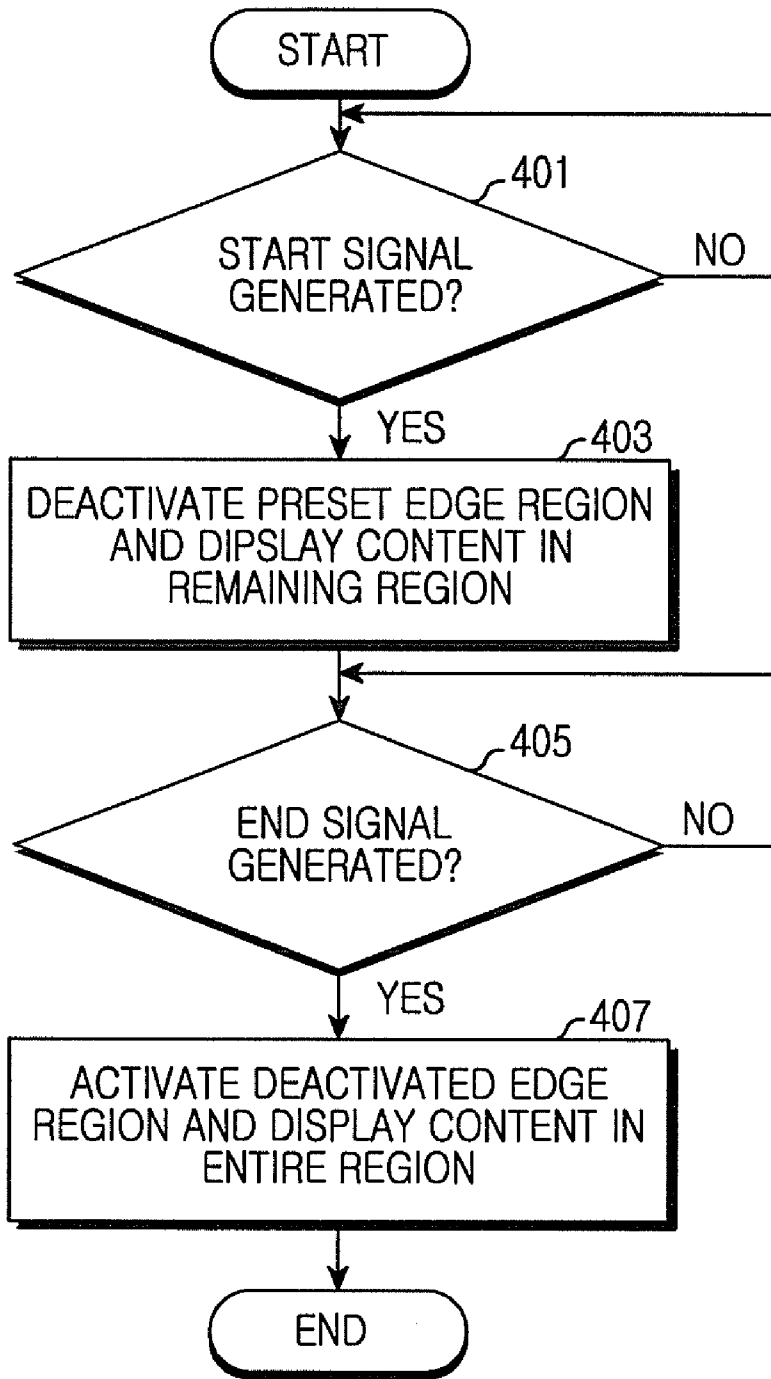 START
401
START SIGNAL
GENERATED?
NO
YES
403
DEACTIVATE PRESET EDGE REGION
AND DIPSLAY CONTENT IN
REMAINING REGION
405
END SIGNAL
GENERATED?
NO
YES
407
ACTIVATE DEACTIVATED EDGE
REGION AND DISPLAY CONTENT IN
ENTIRE REGION
END